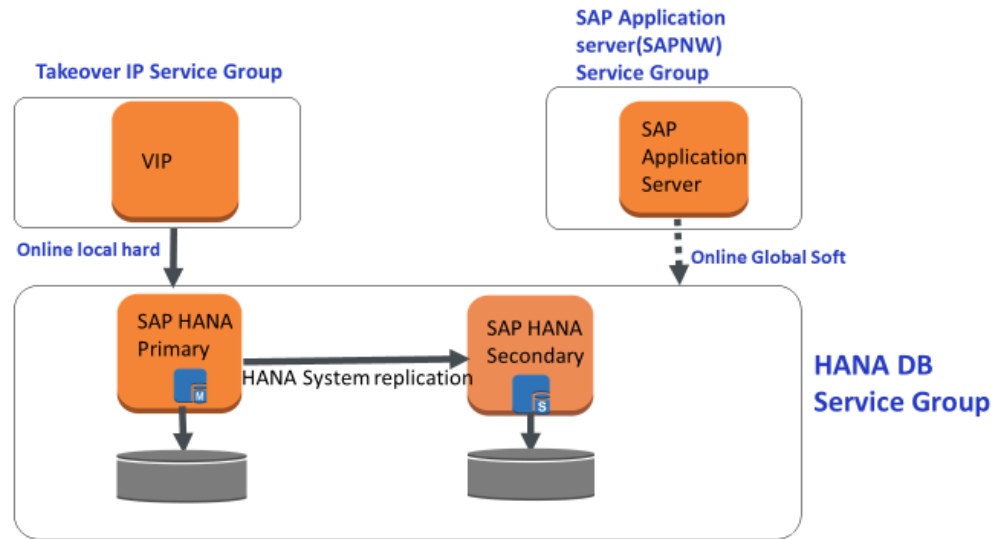 SAP Application
server(SAPNW)
Service Group
Takeover IP Service Group
VIP
SAP
Application
Server
Online local hard
Online Global Soft
SAP HANA
Primary
M
HANA System replication
SAP HANA
Secondary
S
HANA DB
Service Group